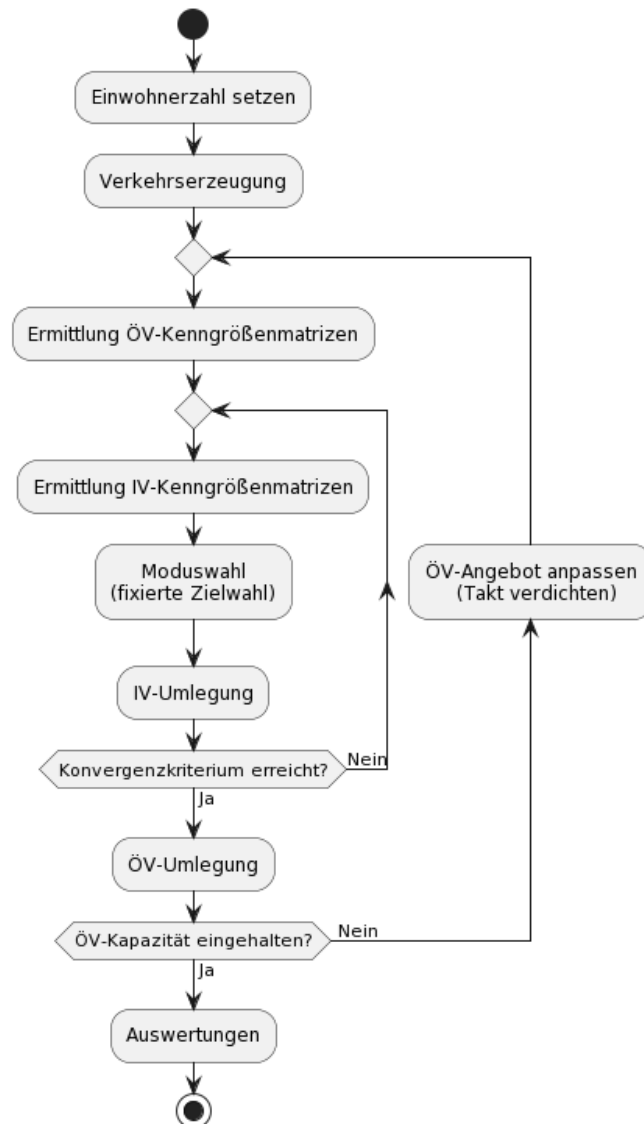 Einwohnerzahl setzen
Verkehrserzeugung
Ermittlung ÖV-Kenngrößenmatrizen
Ermittlung IV-Kenngrößenmatrizen
Moduswahl
(fixierte Zielwahl)
ÖV-Angebot anpassen
(Takt verdichten)
IV-Umlegung
Konvergenzkriterium erreicht?
Nein
Ja
ÖV-Umlegung
ÖV-Kapazität eingehalten?
Nein
Ja
Auswertungen